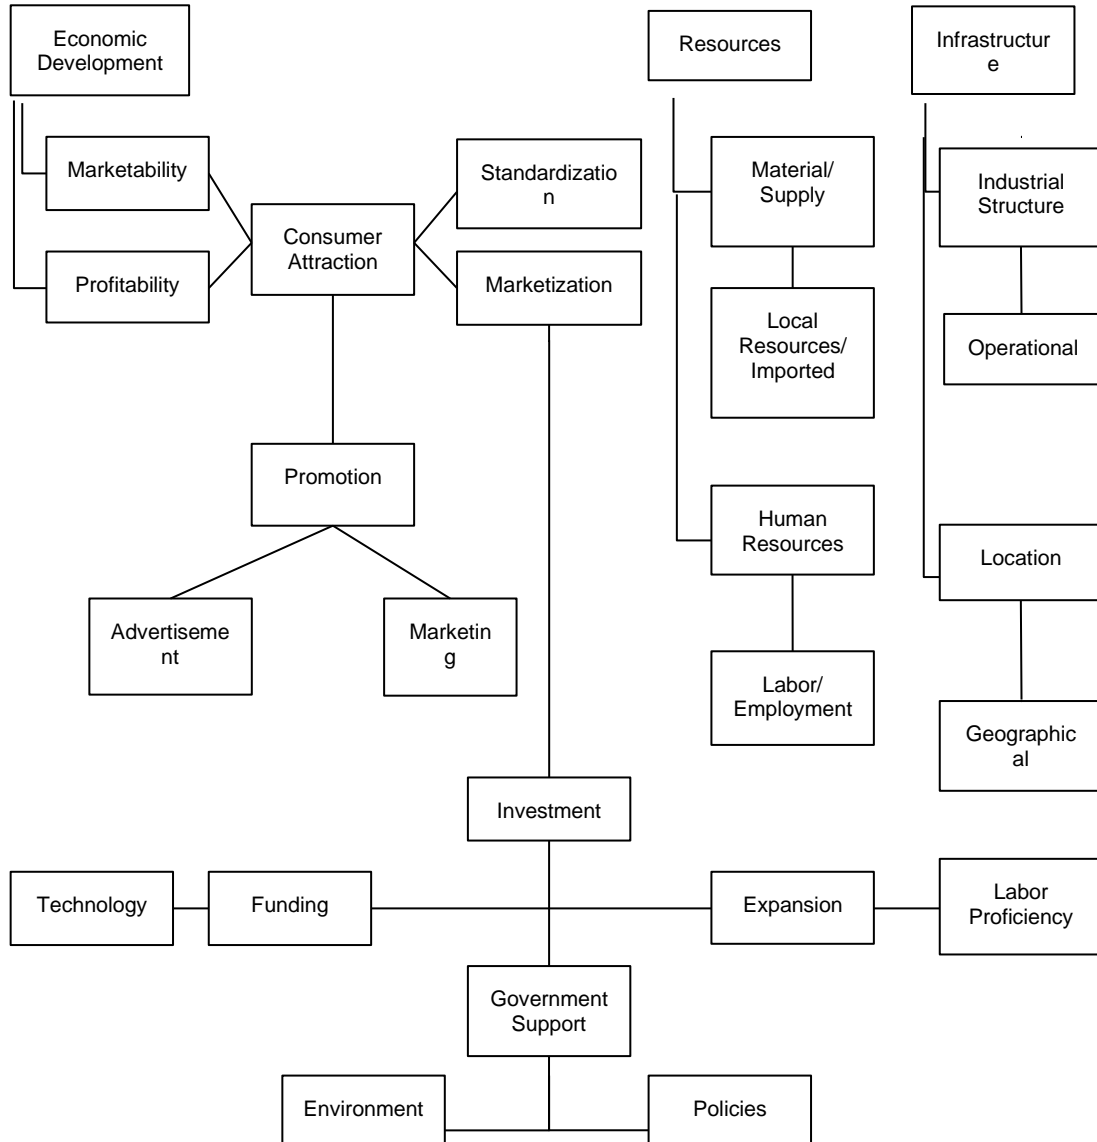 Economic
Development
Resources
Infrastructur
e
Marketability
Standardizatio
n
Material/
Supply
Industrial
Structure
Consumer
Attraction
Profitability
Marketization
Local
Resources/
Imported
Operational
Promotion
Human
Resources
Location
Advertiseme
nt
Marketin
g
Labor/
Employment
Geographic
al
Investment
Technology
Funding
Expansion
Labor
Proficiency
Government
Support
Environment
Policies